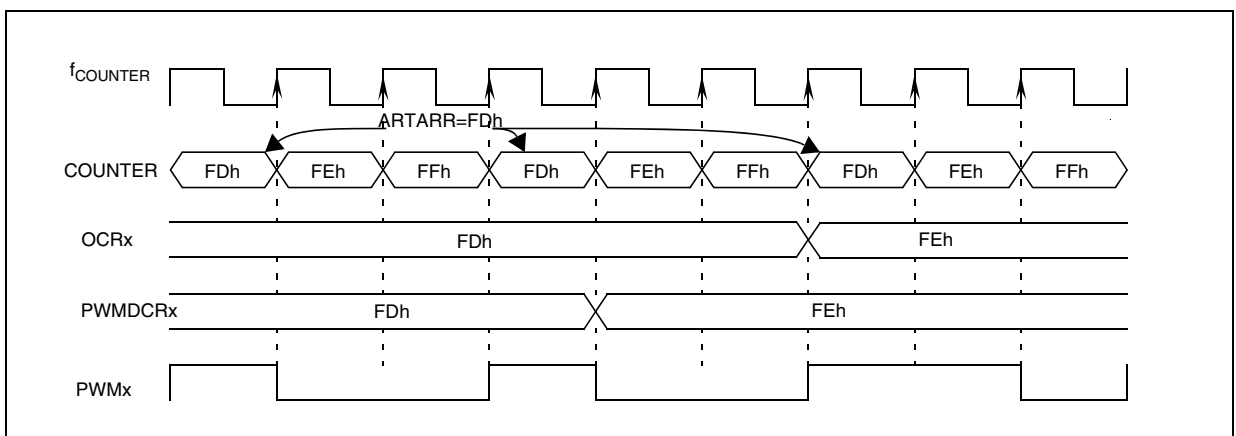 fCOUNTER
ARTARR=FDh
COUNTER FDh FEh FFh FDh FEh FFh FDh FEh FFh
OCRx FDh FEh
PWMDCRx FDh FEh
PWMx